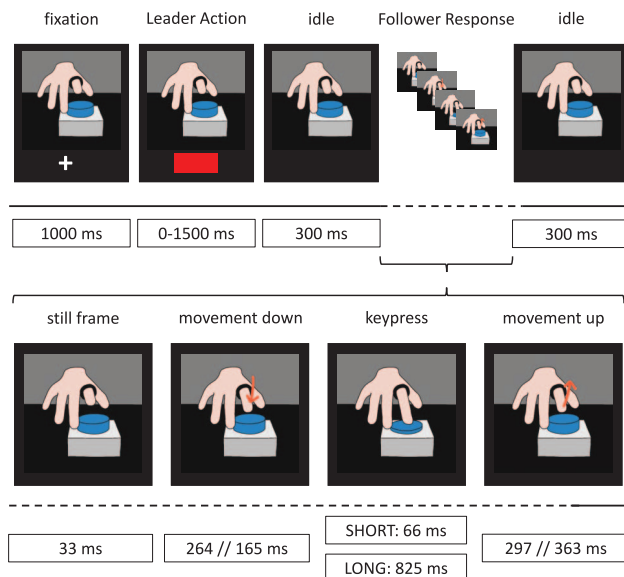 fixation
Leader Action
idle
Follower Response
idle
+
1000 ms
0-1500 ms
300 ms
300 ms
still frame
movement down
keypress
movement up
33 ms
264 // 165 ms
SHORT: 66 ms
LONG: 825 ms
297 // 363 ms